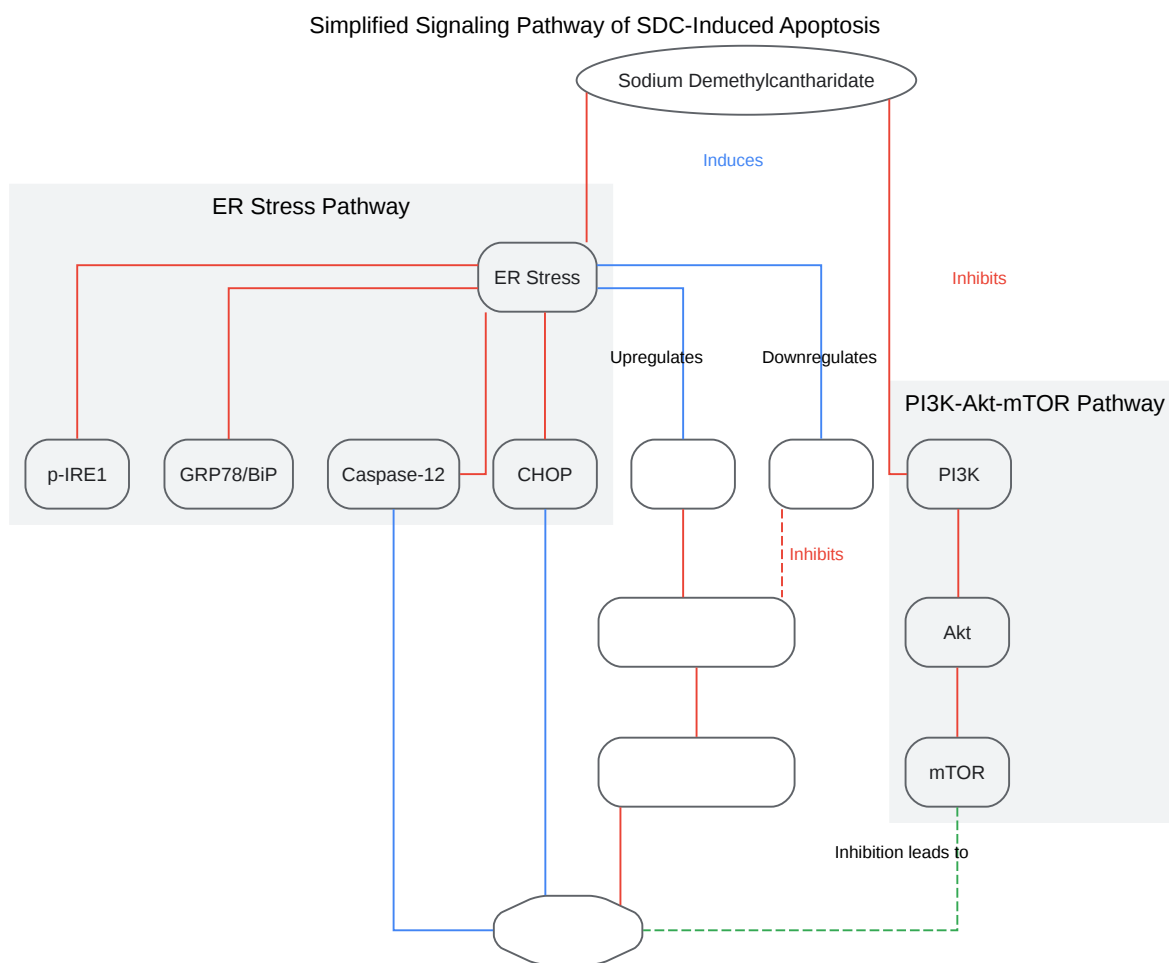 Simplified Signaling Pathway of SDC-Induced Apoptosis
Sodium Demethylcantharidate
Induces
ER Stress Pathway
ER Stress
Inhibits
Upregulates
Downregulates
PI3K-Akt-mTOR Pathway
p-IRE1
GRP78/BiP
Caspase-12
CHOP
PI3K
Inhibits
Akt
mTOR
Inhibition leads to